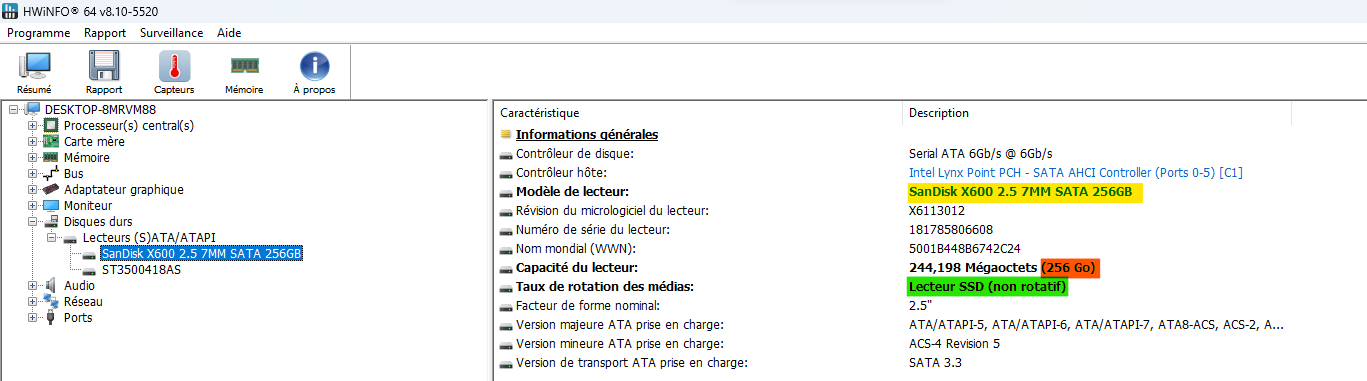 HWiNFO® 64 v8.10-5520
Programme Rapport Surveillance Aide
Résumé Rapport Capteurs Mémoire À propos
DESKTOP-8MRVM88
Processeur(s) central(s)
Carte mère
Mémoire
Bus
Adaptateur graphique
Moniteur
Disques durs
Lecteurs (S)ATA/ATAPI
SanDisk X600 2.5 7MM SATA 256GB
ST3500418AS
Audio
Réseau
Ports
Caractéristique Description
Informations générales
Contrôleur de disque: Serial ATA 6Gb/s @ 6Gb/s
Contrôleur hôte: Intel Lynx Point PCH - SATA AHCI Controller (Ports 0-5) [C1]
Modèle de lecteur: SanDisk X600 2.5 7MM SATA 256GB
Révision du micrologiciel du lecteur: X6113012
Numéro de série du lecteur: 181785806608
Nom mondial (WWN): 5001B448B6742C24
Capacité du lecteur: 244,198 Mégaoctets (256 Go)
Taux de rotation des médias: Lecteur SSD (non rotatif)
Facteur de forme nominal: 2.5"
Version majeure ATA prise en charge: ATA/ATAPI-5, ATA/ATAPI-6, ATA/ATAPI-7, ATA8-ACS, ACS-2, A...
Version mineure ATA prise en charge: ACS-4 Revision 5
Version de transport ATA prise en charge: SATA 3.3